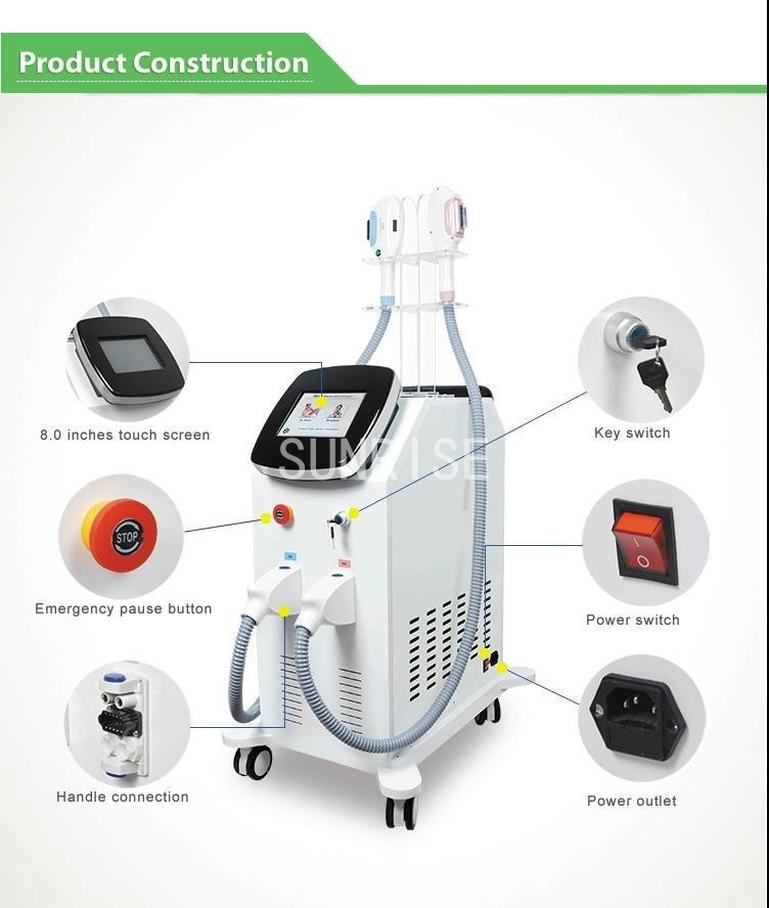 Product Construction
8.0 inches touch screen
Key switch
SUNRISE
STOP
Emergency pause button
Power switch
Handle connection
Power outlet